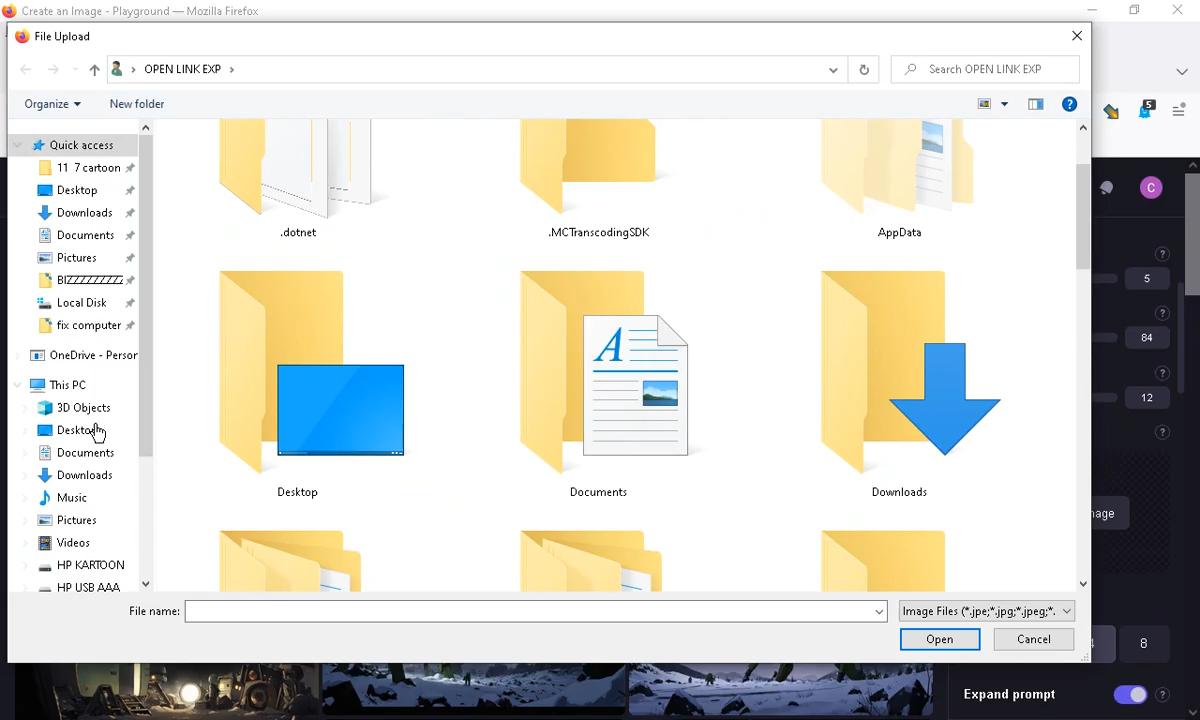 Create an Image - Playground — Mozilla Firefox
File Upload
OPEN LINK EXP
Search OPEN LINK EXP
Organize
New folder
5
Quick access
11 7 cartoon
Desktop
Downloads
Documents
Pictures
Local Disk
fix computer
OneDrive - Person
This PC
3D Objects
Desktop
Documents
Downloads
Music
Pictures
Videos
HP KARTOON
HP USB AAA
.dotnet
.MCTranscodingSDK
AppData
Desktop
Documents
Downloads
File name:
Image Files (*.jpe;*.jpg;*.jpeg;*.
Open
Cancel
C
?
5
?
84
?
12
?
nage
4
8
Expand prompt
?